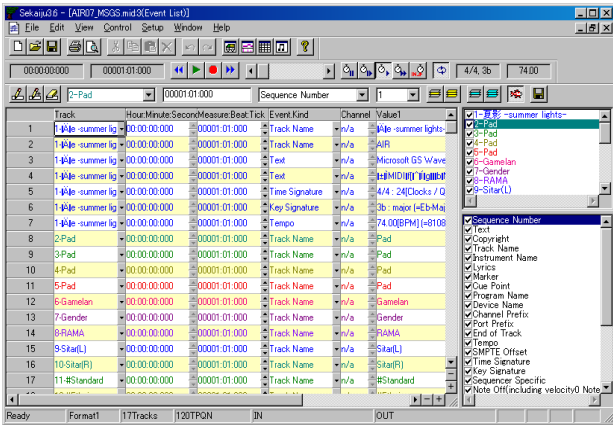 Sekaiju3.6 - [AIR07_MSGS.mid:3(Event List)]
File Edit View Control Setup Window Help
00:00:00:000 00001:01:000 4/4, 3b 74.00
2-Pad 00001:01:000 Sequence Number 1
Track Hour:Minute:Second Measure:Beat:Tick Event.Kind Channel Value1
1 00:00:00:000 00001:01:000 Track Name n/a
2 00:00:00:000 00001:01:000 Track Name n/a AIR
3 00:00:00:000 00001:01:000 Text n/a Microsoft GS Wave
4 00:00:00:000 00001:01:000 Text n/a
5 00:00:00:000 00001:01:000 Time Signature n/a 4/4 : 24[Clocks / Q
6 00:00:00:000 00001:01:000 Key Signature n/a 3b : major (=Eb-Maj
7 00:00:00:000 00001:01:000 Tempo n/a 74.00[BPM] (=8108
8 2-Pad 00:00:00:000 00001:01:000 Track Name n/a Pad
9 3-Pad 00:00:00:000 00001:01:000 Track Name n/a Pad
10 4-Pad 00:00:00:000 00001:01:000 Track Name n/a Pad
11 5-Pad 00:00:00:000 00001:01:000 Track Name n/a Pad
12 6-Gamelan 00:00:00:000 00001:01:000 Track Name n/a Gamelan
13 7-Gender 00:00:00:000 00001:01:000 Track Name n/a Gender
14 8-RAMA 00:00:00:000 00001:01:000 Track Name n/a RAMA
15 9-Sitar(L) 00:00:00:000 00001:01:000 Track Name n/a Sitar(L)
16 10-Sitar(R) 00:00:00:000 00001:01:000 Track Name n/a Sitar(R)
17 11-#Standard 00:00:00:000 00001:01:000 Track Name n/a #Standard
1-夏影 -summer lights-
2-Pad
3-Pad
4-Pad
5-Pad
6-Gamelan
7-Gender
8-RAMA
9-Sitar(L)
Sequence Number
Text
Copyright
Track Name
Instrument Name
Lyrics
Marker
Cue Point
Program Name
Device Name
Channel Prefix
Port Prefix
End of Track
Tempo
SMPTE Offset
Time Signature
Key Signature
Sequencer Specific
Note Off(including velocity0 Note
Ready Format1 17Tracks 120TPQN IN OUT